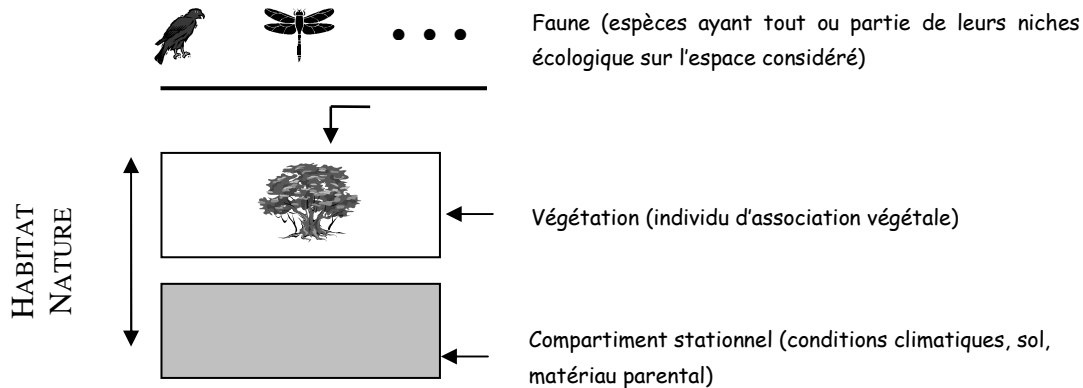 Faune (espèces ayant tout ou partie de leurs niches
écologique sur l'espace considéré)
HABITAT
NATURE
Végétation (individu d'association végétale)
Compartiment stationnel (conditions climatiques, sol,
matériau parental)